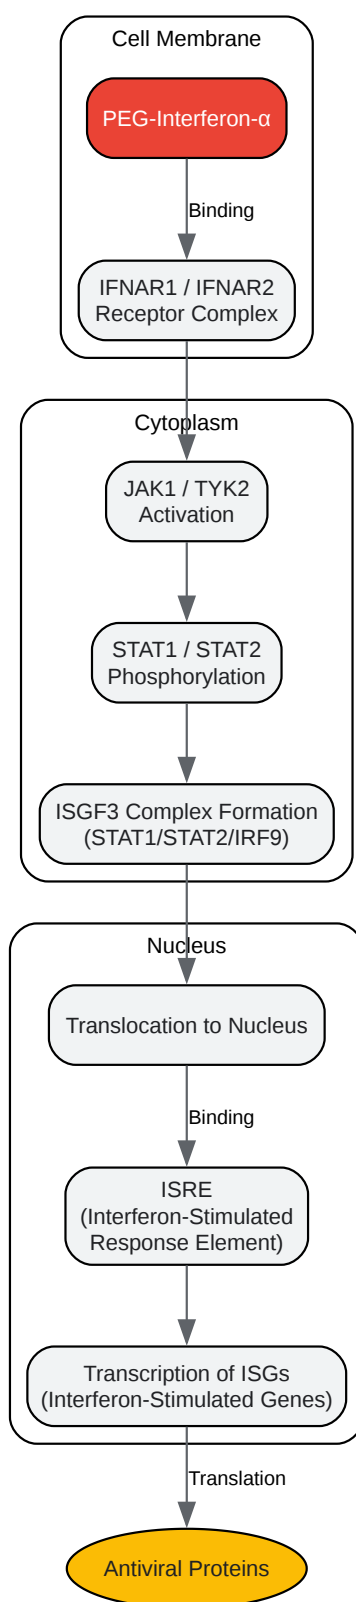 Cell Membrane
PEG-Interferon-α
Binding
IFNAR1 / IFNAR2
Receptor Complex
Cytoplasm
JAK1 / TYK2
Activation
STAT1 / STAT2
Phosphorylation
ISGF3 Complex Formation
(STAT1/STAT2/IRF9)
Nucleus
Translocation to Nucleus
Binding
ISRE
(Interferon-Stimulated
Response Element)
Transcription of ISGs
(Interferon-Stimulated Genes)
Translation
Antiviral Proteins